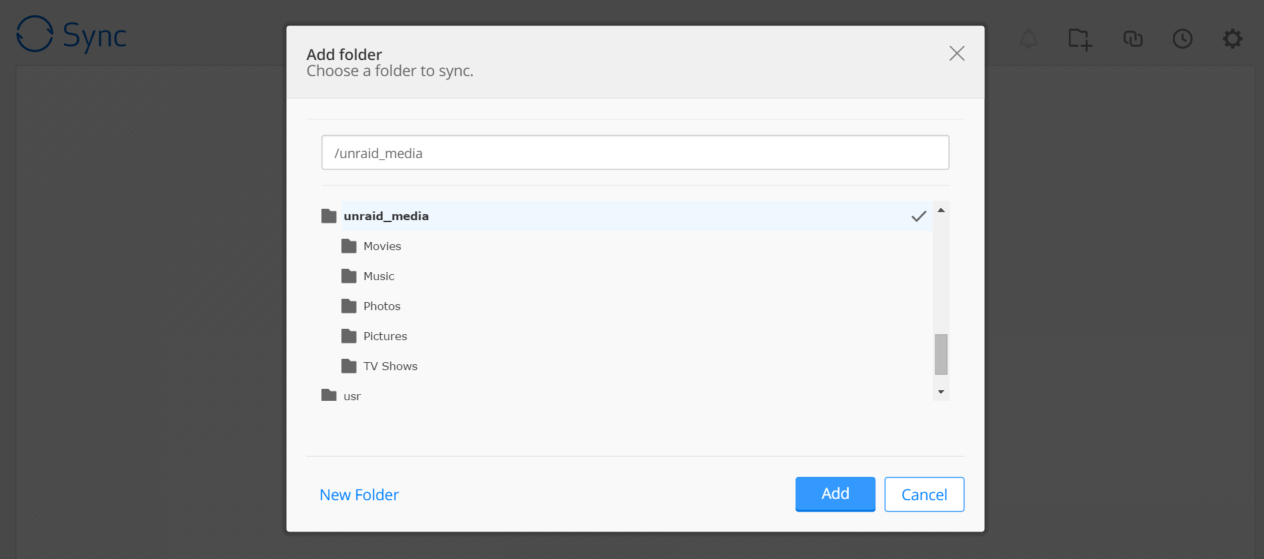 Sync
Add folder
Choose a folder to sync.
/unraid_media
unraid_media
Movies
Music
Photos
Pictures
TV Shows
usr
New Folder
Add
Cancel